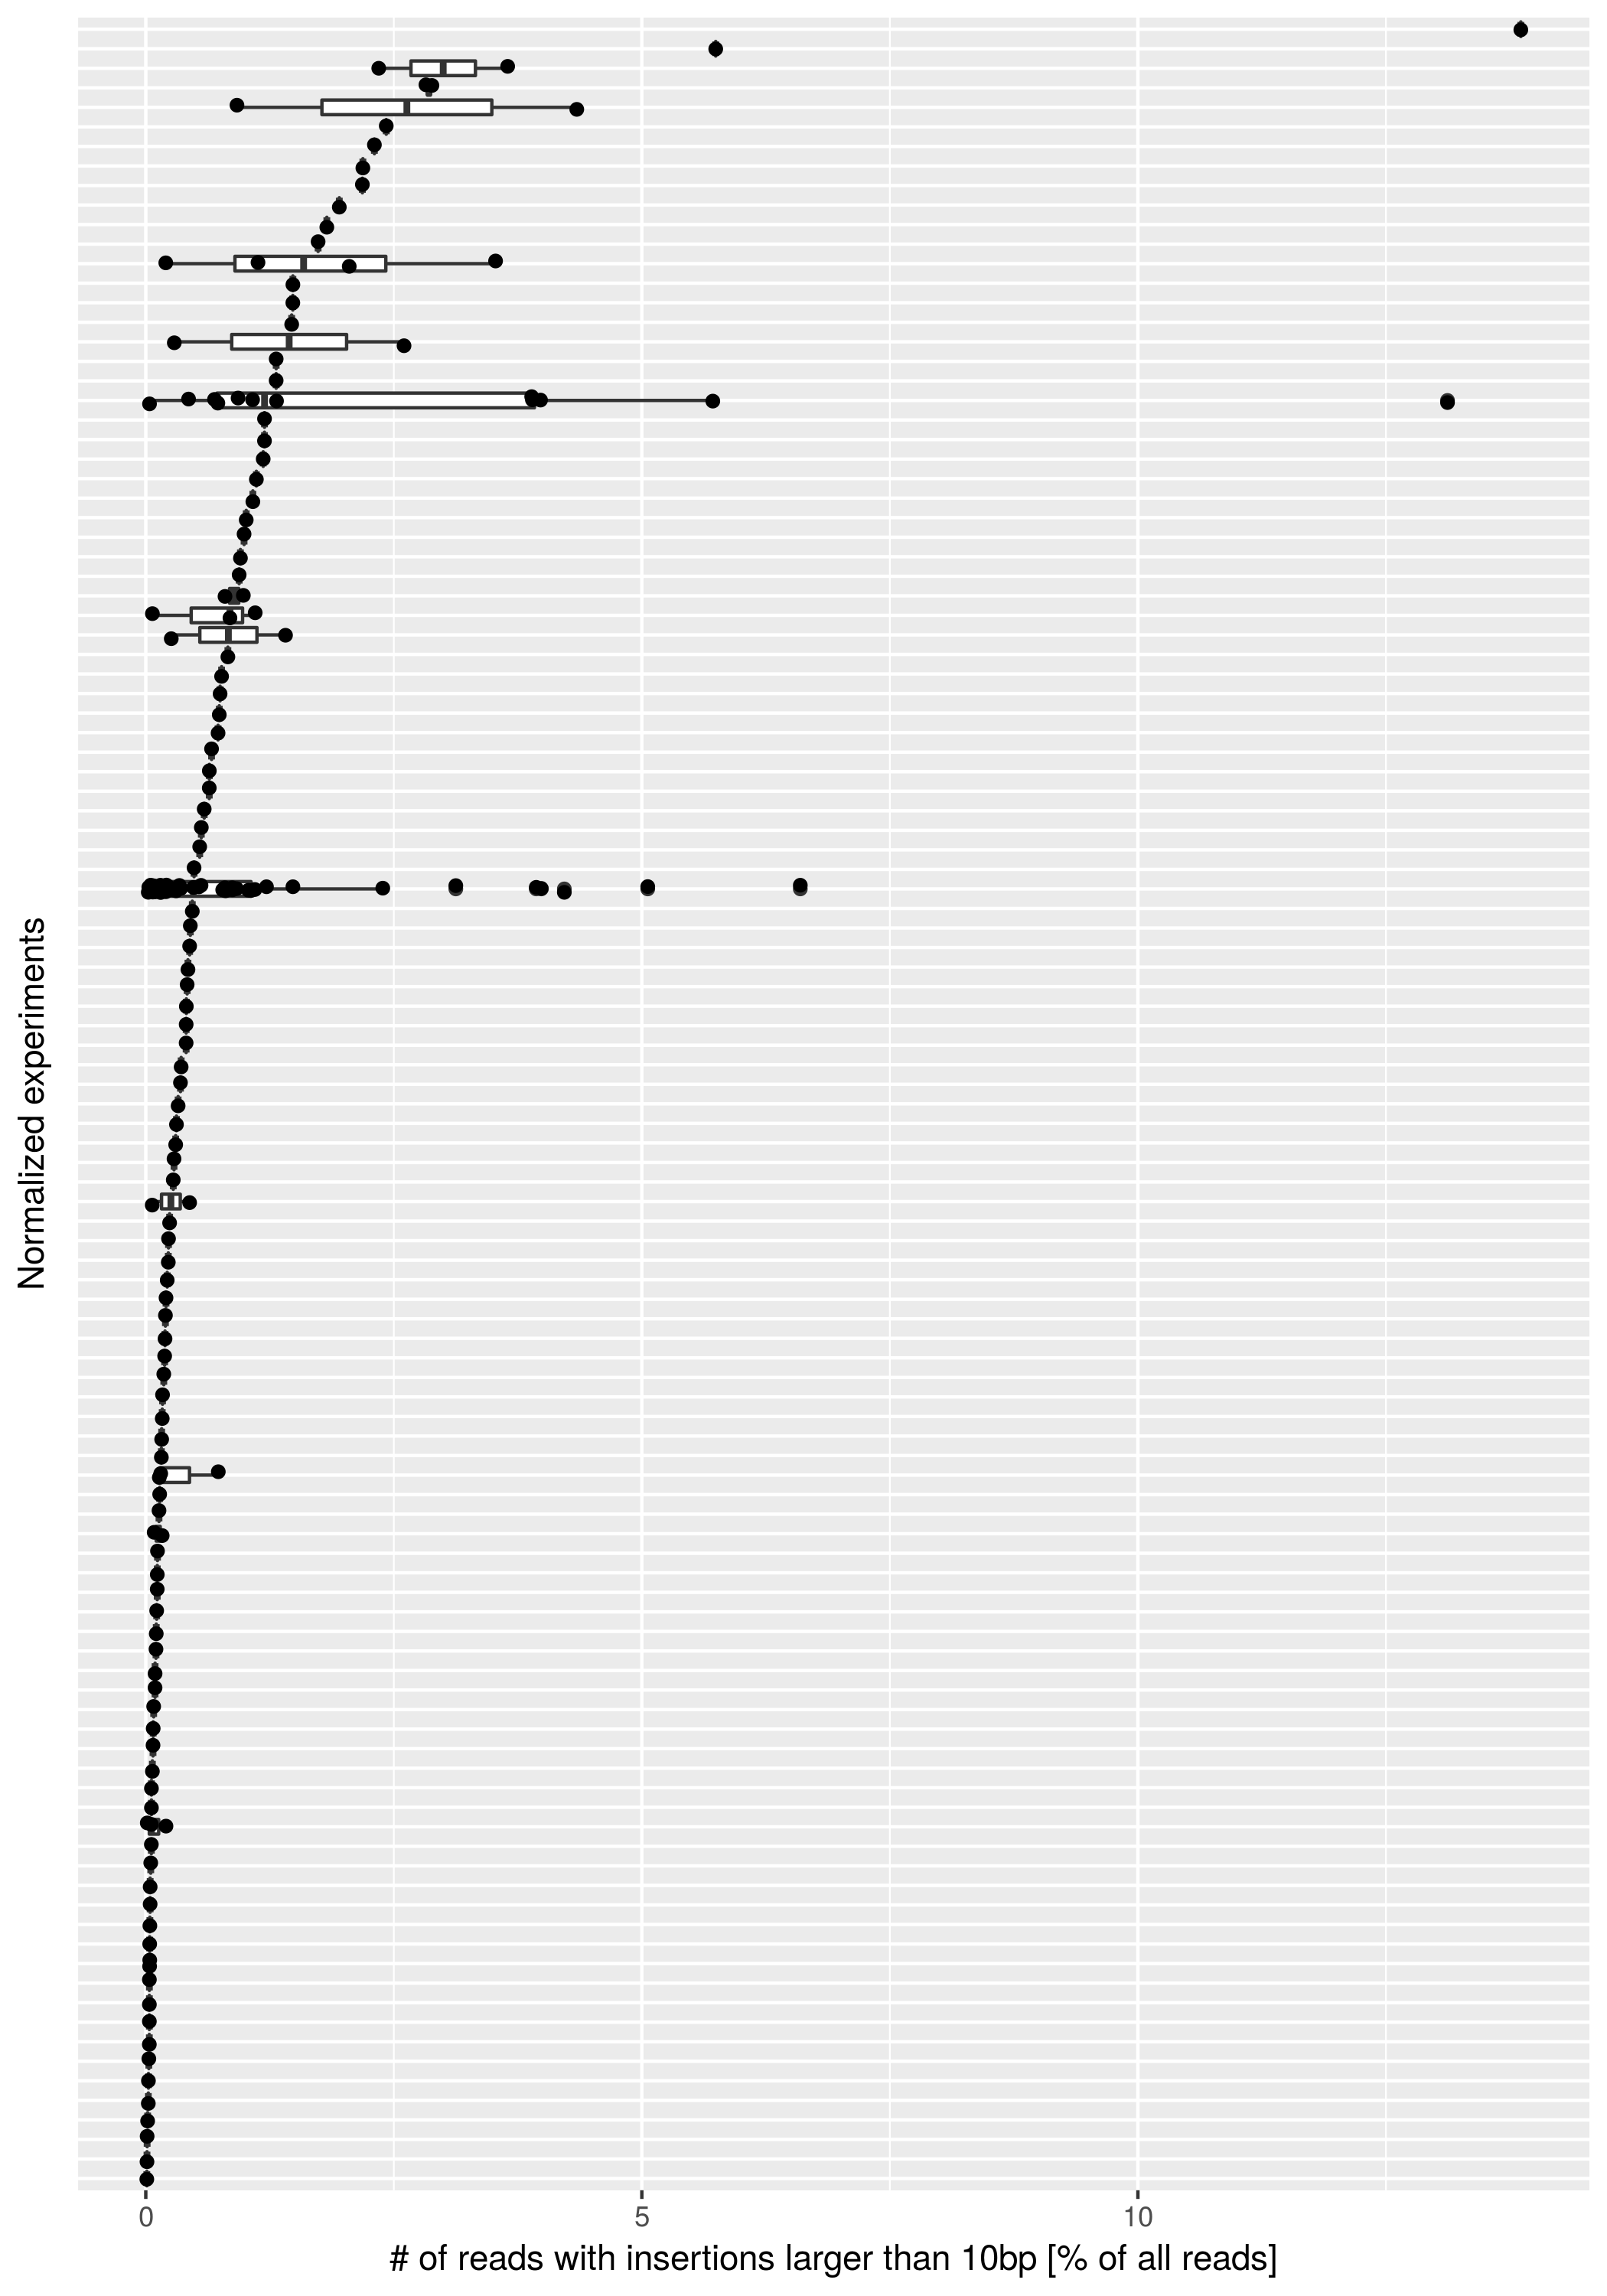 Normalized experiments
0 5 10
# of reads with insertions larger than 10bp [% of all reads]